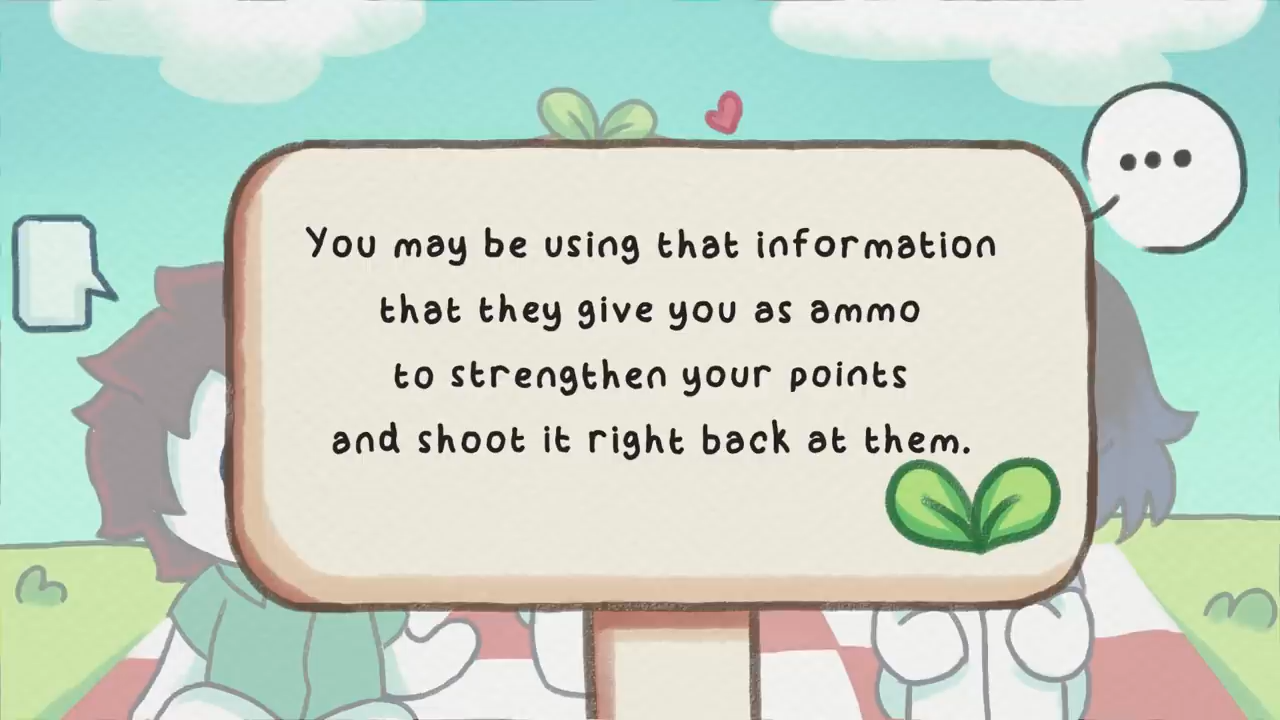 You may be using that information
that they give you as ammo
to strengthen your points
and shoot it right back at them.